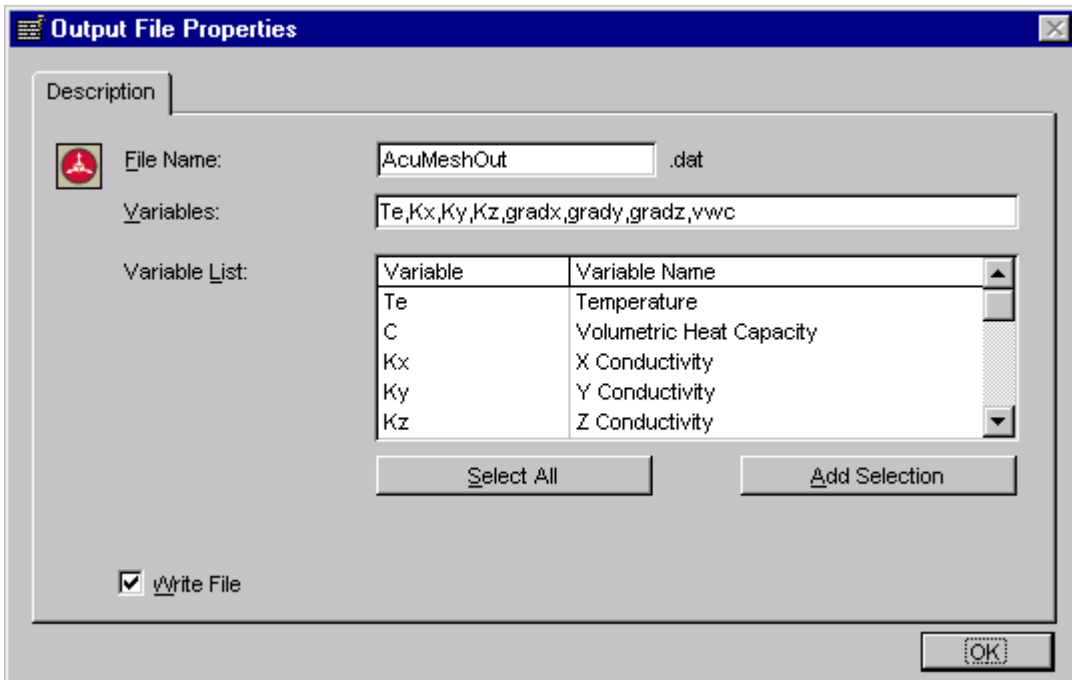 Output File Properties
Description
File Name: AcuMeshOut .dat
Variables: Te,Kx,Ky,Kz,gradx,grady,gradz,vwc
Variable List: Variable Variable Name
Te Temperature
C Volumetric Heat Capacity
Kx X Conductivity
Ky Y Conductivity
Kz Z Conductivity
Select All Add Selection
Write File
OK